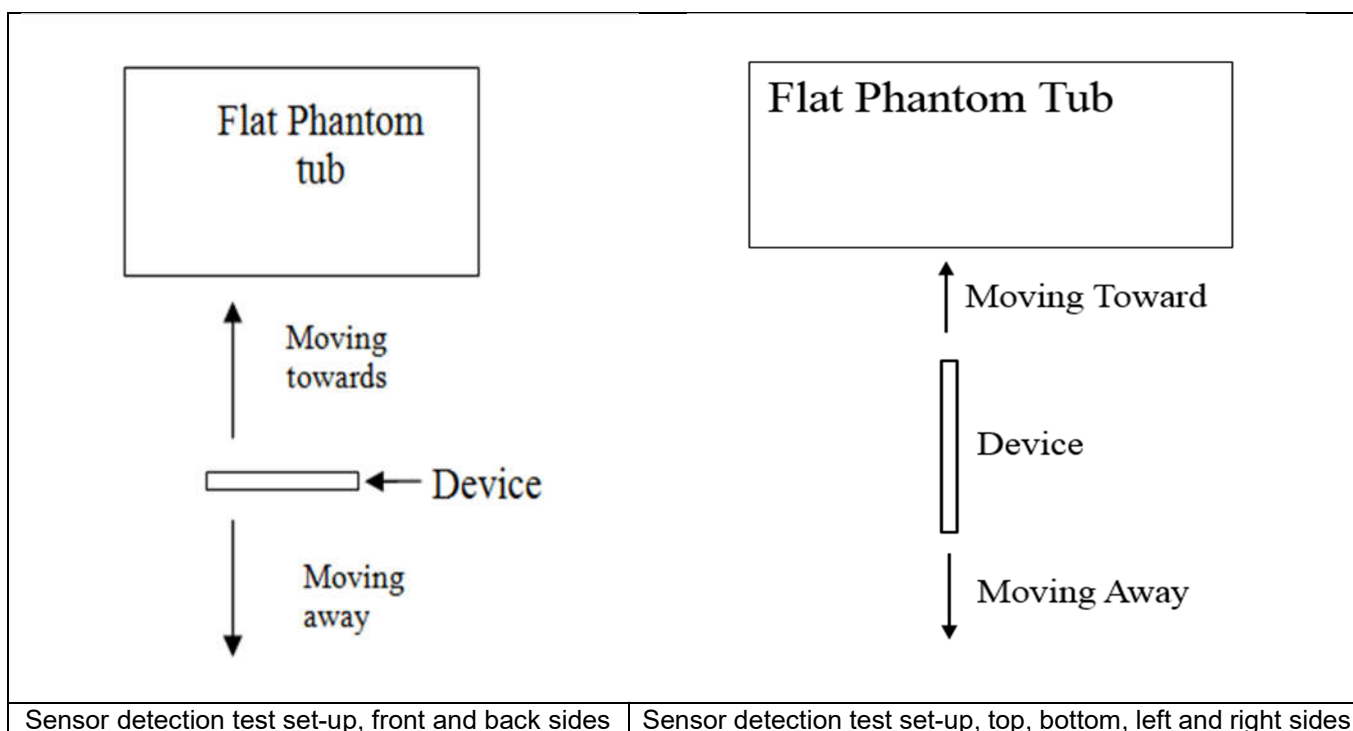 Flat Phantom
tub
Moving
towards
Device
Moving
away
Flat Phantom Tub
Moving Toward
Device
Moving Away
Sensor detection test set-up, front and back sides
Sensor detection test set-up, top, bottom, left and right sides